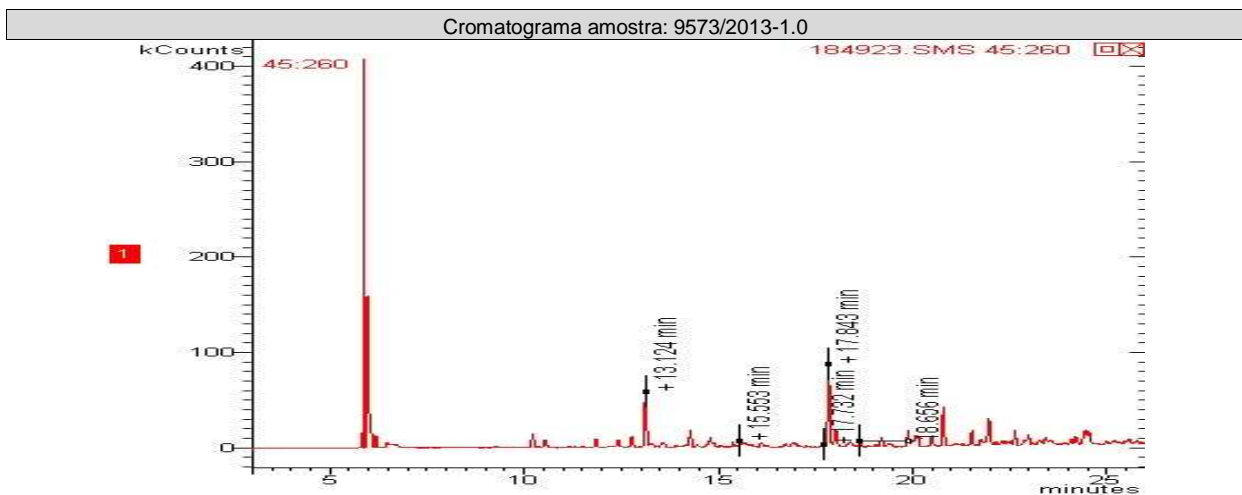 Cromatograma amostra: 9573/2013-1.0
kCounts
45:260
184923.SMS 45:260
400
300
200
100
0
1
+ 13.124 min
+ 15.553 min
+ 17.732 min
+ 17.843 min
8.656 min
5
10
15
20
25
minutes